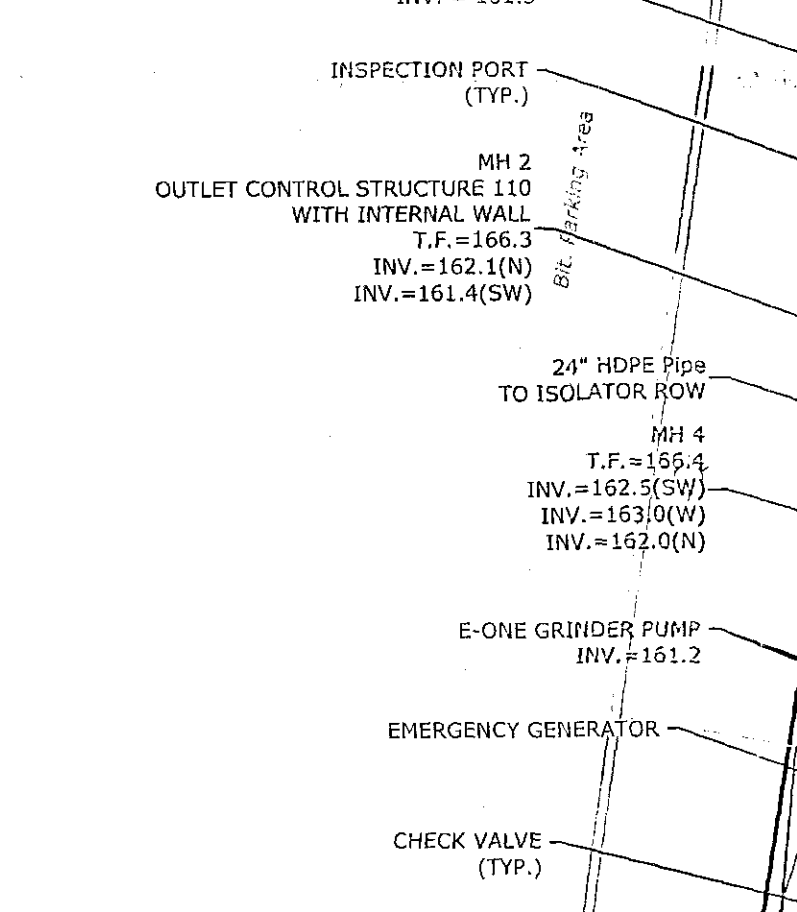 INSPECTION PORT
(TYP.)
MH 2
OUTLET CONTROL STRUCTURE 110
WITH INTERNAL WALL
T.F.=166.3
INV.=162.1(N)
INV.=161.4(SW)
Bit. Parking Area
24" HDPE Pipe
TO ISOLATOR ROW
MH 4
T.F.=166.4
INV.=162.5(SW)
INV.=163.0(W)
INV.=162.0(N)
E-ONE GRINDER PUMP
INV.=161.2
EMERGENCY GENERATOR
CHECK VALVE
(TYP.)